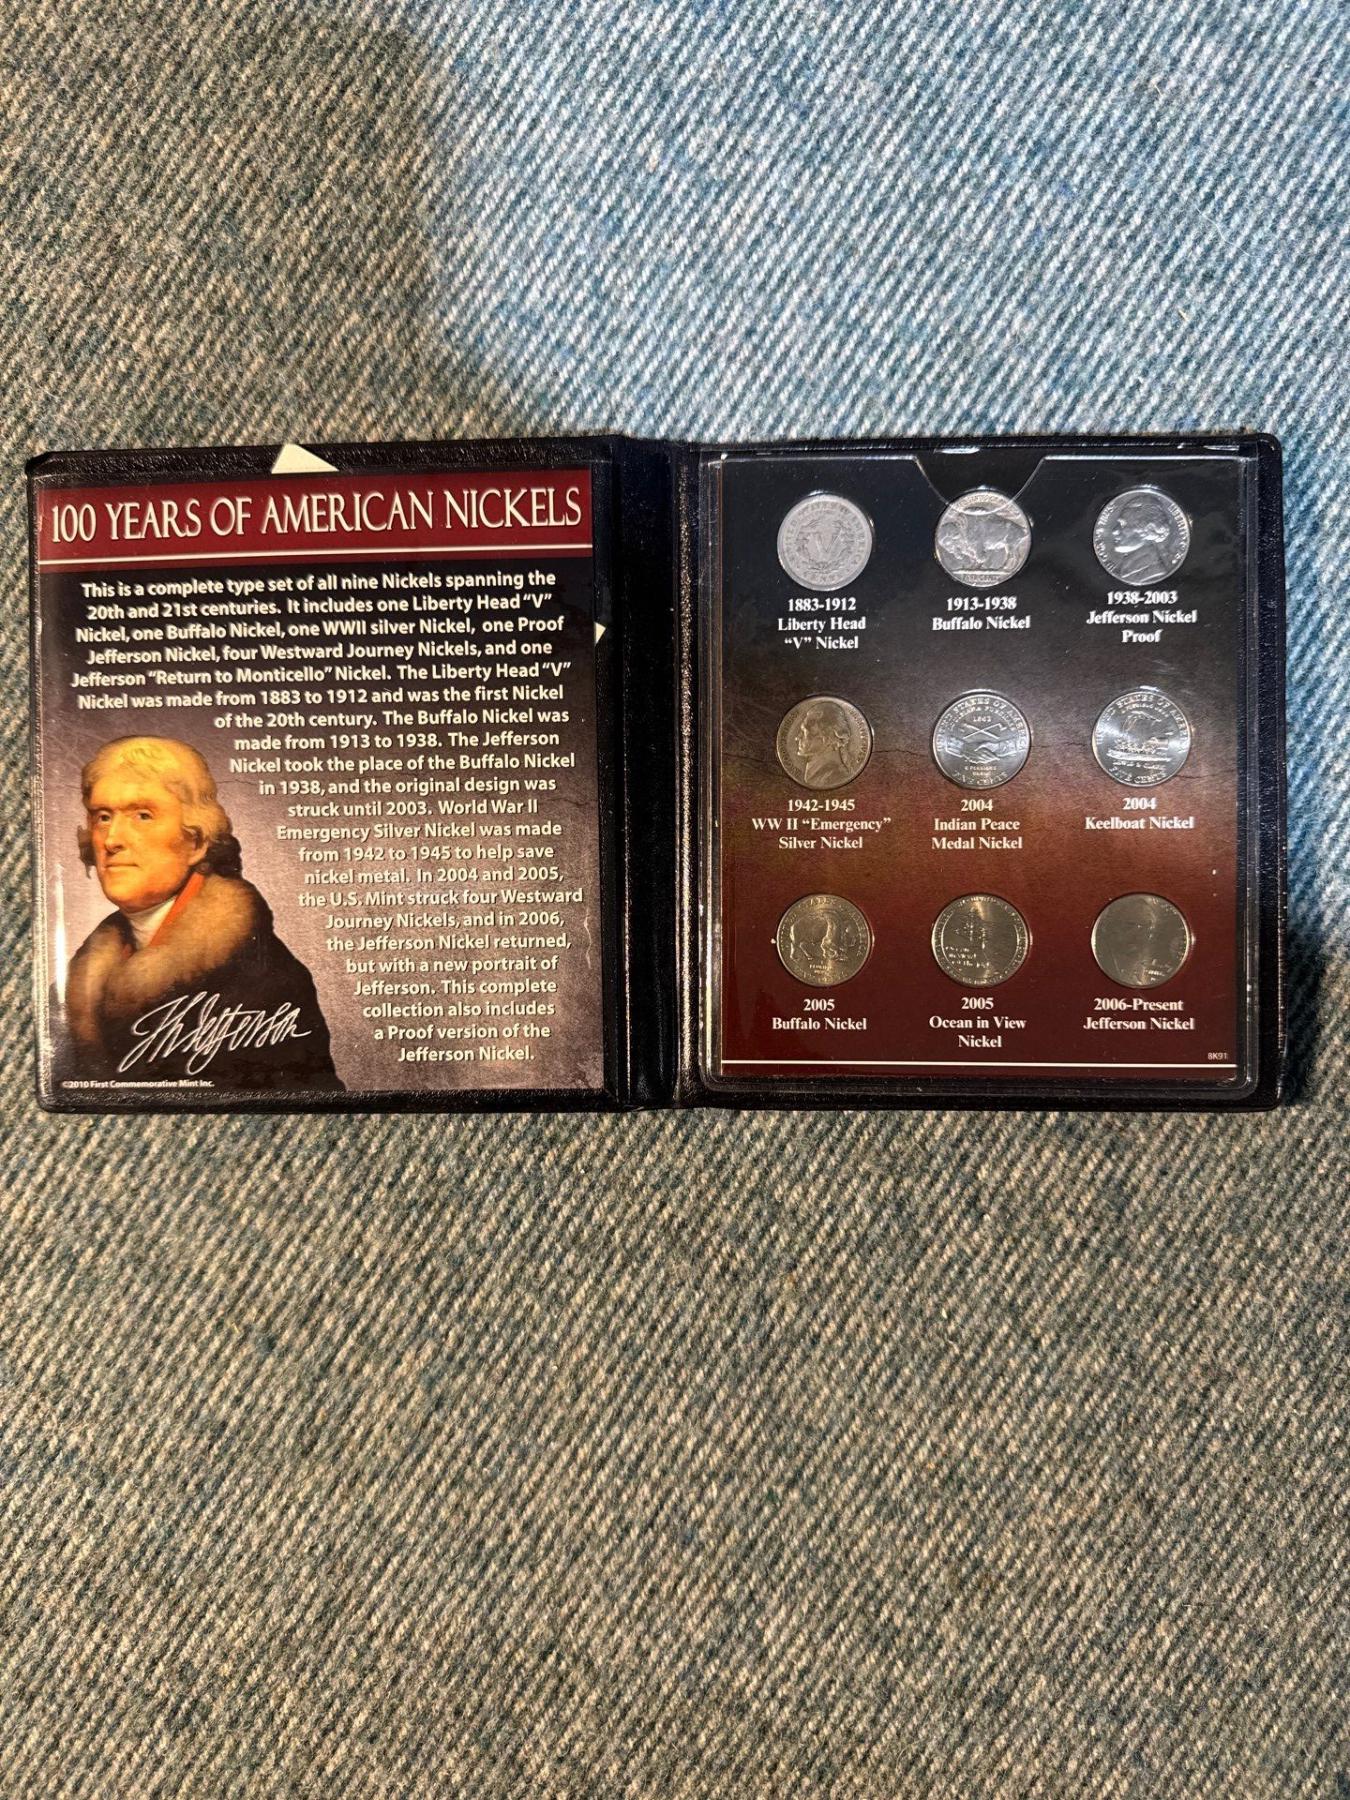 100 YEARS OF AMERICAN NICKELS
This is a complete type set of all nine Nickels spanning the
20th and 21st centuries. It includes one Liberty Head "V"
Nickel, one Buffalo Nickel, one WWII silver Nickel, one Proof
Jefferson Nickel, four Westward Journey Nickels, and one
Jefferson "Return to Monticello" Nickel. The Liberty Head "V"
Nickel was made from 1883 to 1912 and was the first Nickel
of the 20th century. The Buffalo Nickel was
made from 1913 to 1938. The Jefferson
Nickel took the place of the Buffalo Nickel
in 1938, and the original design was
struck until 2003. World War II
Emergency Silver Nickel was made
from 1942 to 1945 to help save
nickel metal. In 2004 and 2005,
the U.S. Mint struck four Westward
Journey Nickels, and in 2006,
the Jefferson Nickel returned,
but with a new portrait of
Jefferson. This complete
collection also includes
a Proof version of the
Jefferson Nickel.
Th Jefferson
©2010 First Commemorative Mint Inc.
1883-1912
Liberty Head
"V" Nickel
1913-1938
Buffalo Nickel
1938-2003
Jefferson Nickel
Proof
1942-1945
WW II "Emergency"
Silver Nickel
2004
Indian Peace
Medal Nickel
2004
Keelboat Nickel
2005
Buffalo Nickel
2005
Ocean in View
Nickel
2006-Present
Jefferson Nickel
8K91